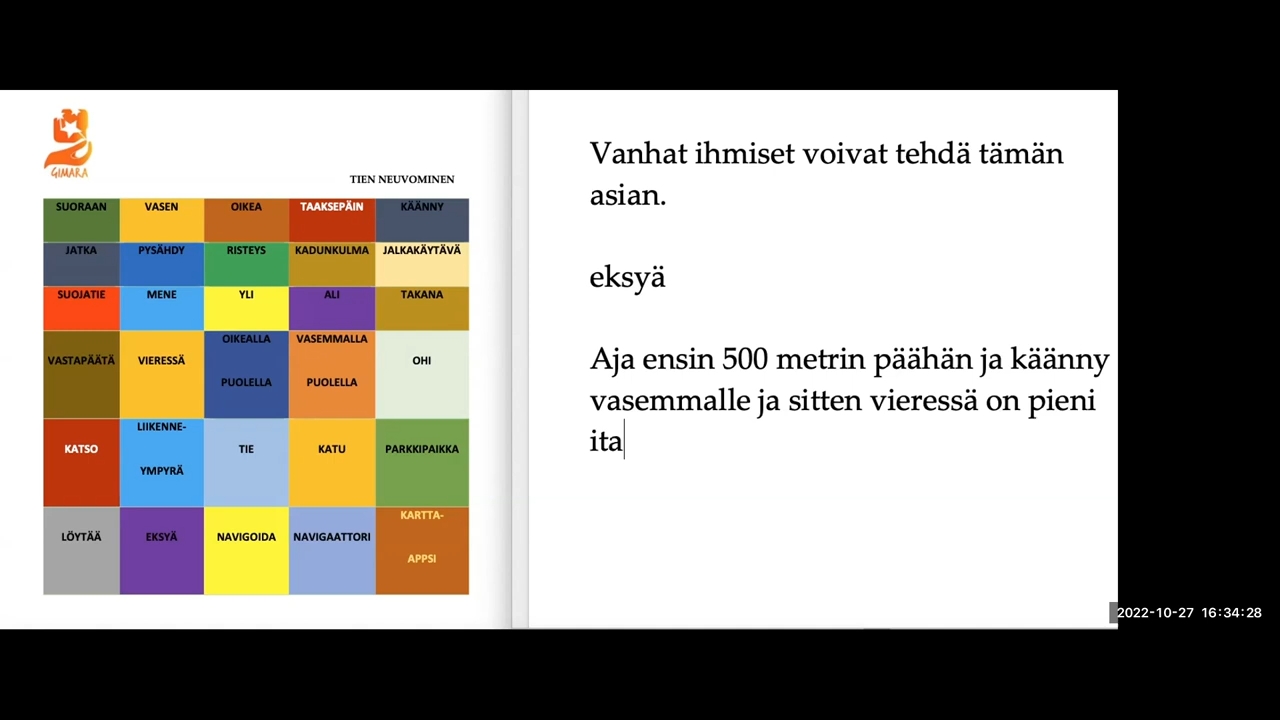 GIMARA
TIEN NEUVOMINEN
SUORAAN VASEN OIKEA TAAKSEPÄIN KÄÄNNY
JATKA PYSÄHDY RISTEYS KADUNKULMA JALKAKÄYTÄVÄ
SUOJATIE MENE YLI ALI TAKANA
VASTAPÄÄTÄ VIERESSÄ OIKEALLA PUOLELLA VASEMMALLA PUOLELLA OHI
KATSO LIIKENNE-YMPYRÄ TIE KATU PARKKIPAIKKA
LÖYTÄÄ EKSYÄ NAVIGOIDA NAVIGAATTORI KARTTA-APPSI
Vanhat ihmiset voivat tehdä tämän
asian.
eksyä
Aja ensin 500 metrin päähän ja käänny
vasemmalle ja sitten vieressä on pieni
ita
2022-10-27 16:34:28